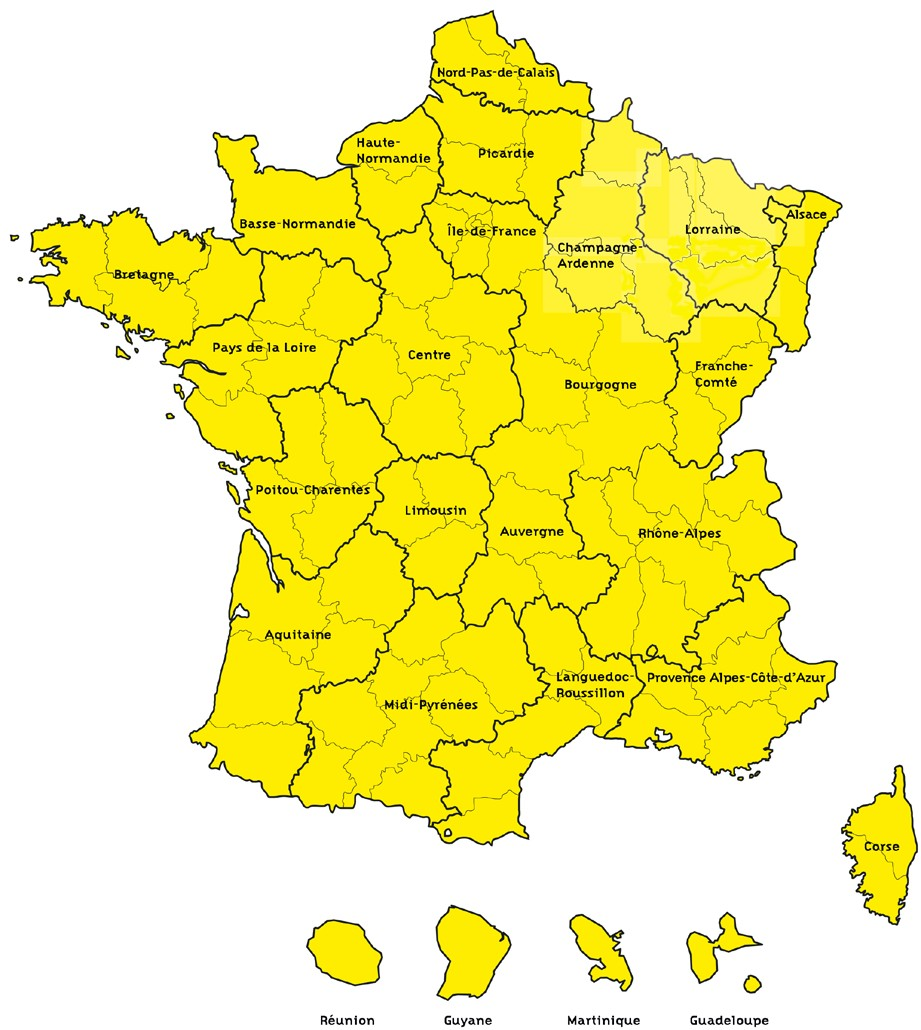 Nord-Pas-de-Calais
Haute-
Normandie
Picardie
Basse-Normandie
Île-de-France
Champagne-
Ardenne
Lorraine
Alsace
Bretagne
Pays de la Loire
Centre
Bourgogne
Franche-
Comté
Poitou-Charentes
Limousin
Auvergne
Rhône-Alpes
Aquitaine
Midi-Pyrénées
Languedoc-
Roussillon
Provence Alpes-Côte-d'Azur
Corse
Réunion
Guyane
Martinique
Guadeloupe